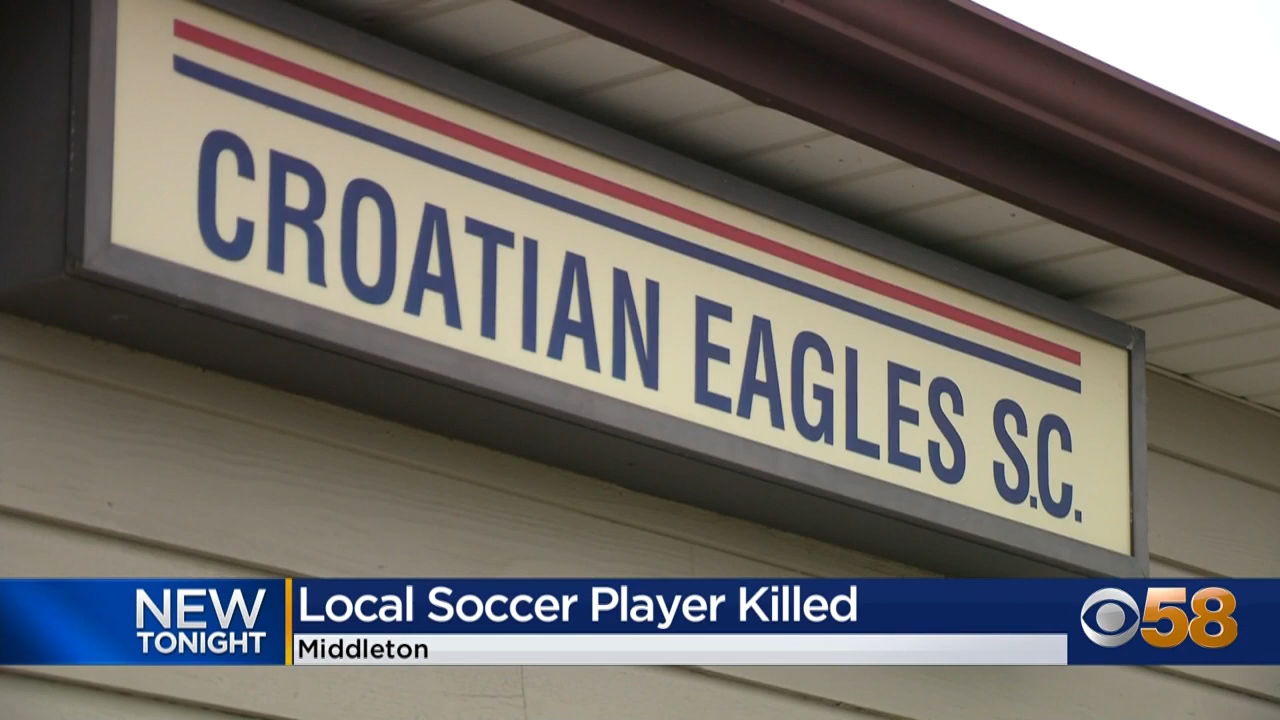 CROATIAN EAGLES S.C.
NEW
TONIGHT
Local Soccer Player Killed
Middleton
58